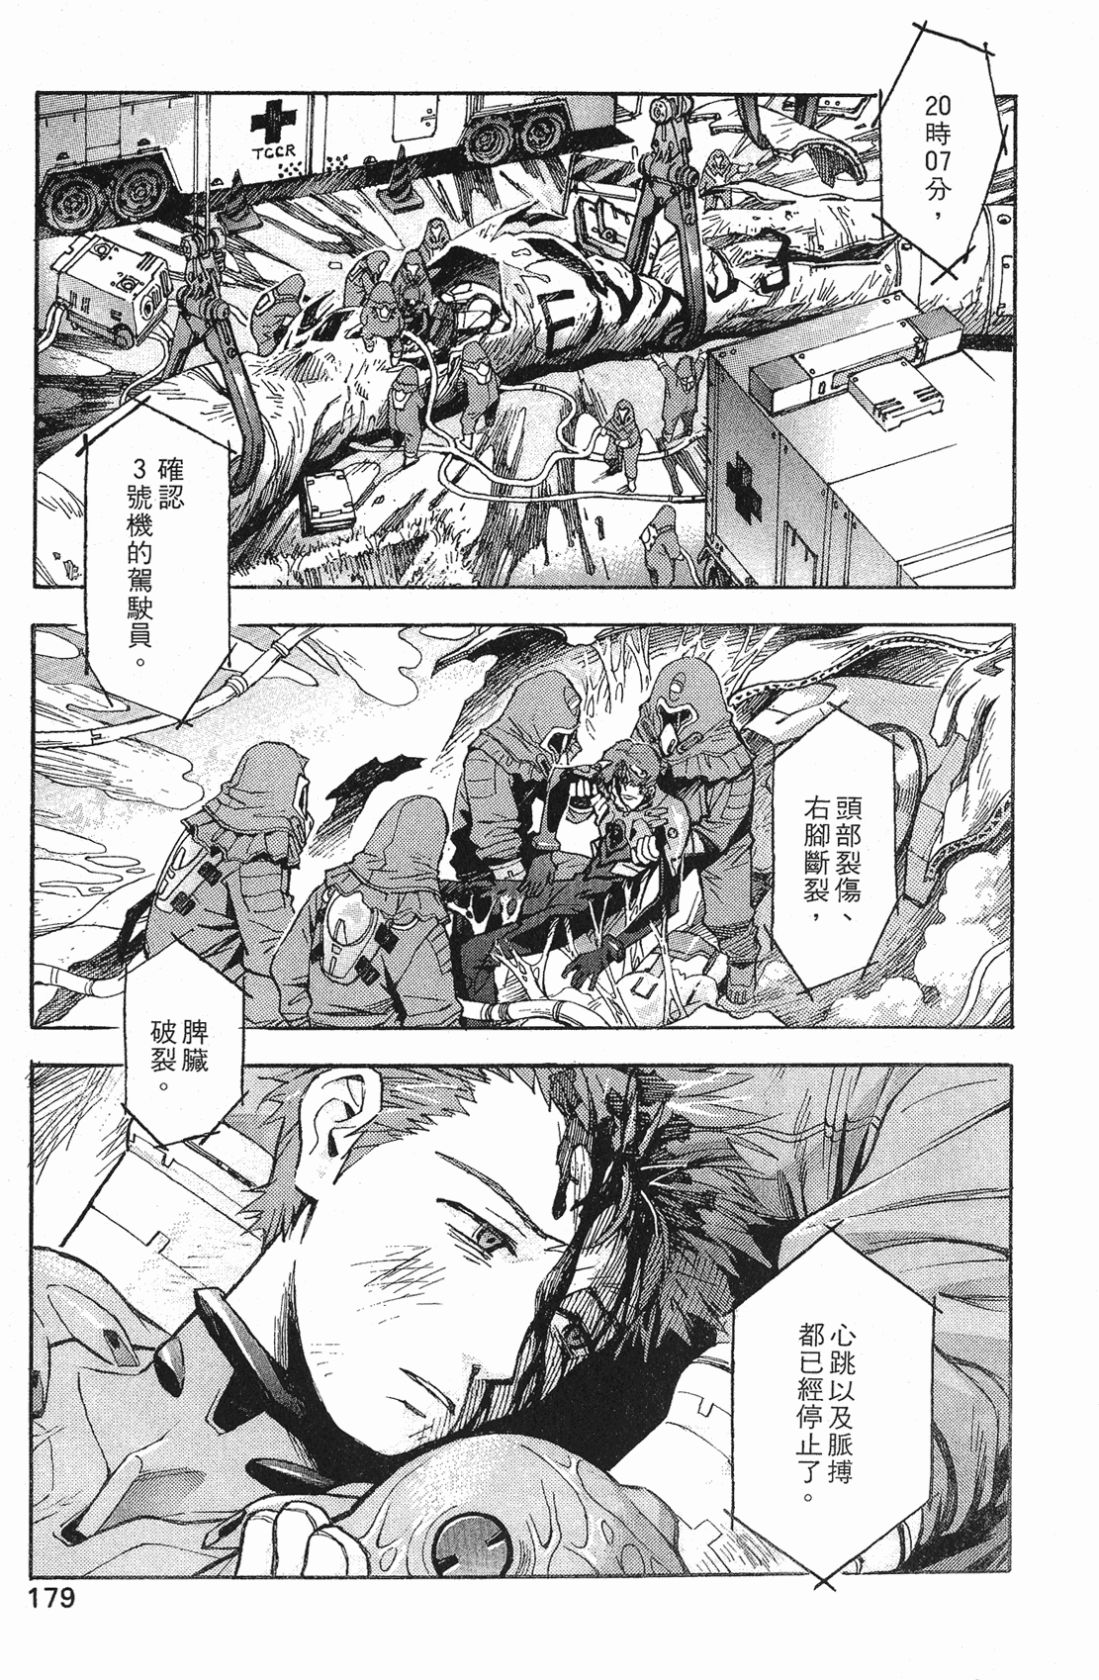 20時07分，
TCCR
EV
3
確認
3號機的駕駛員。
頭部裂傷、
右腳斷裂，
脾臟
破裂。
心跳以及脈搏
都已經停止了。
179